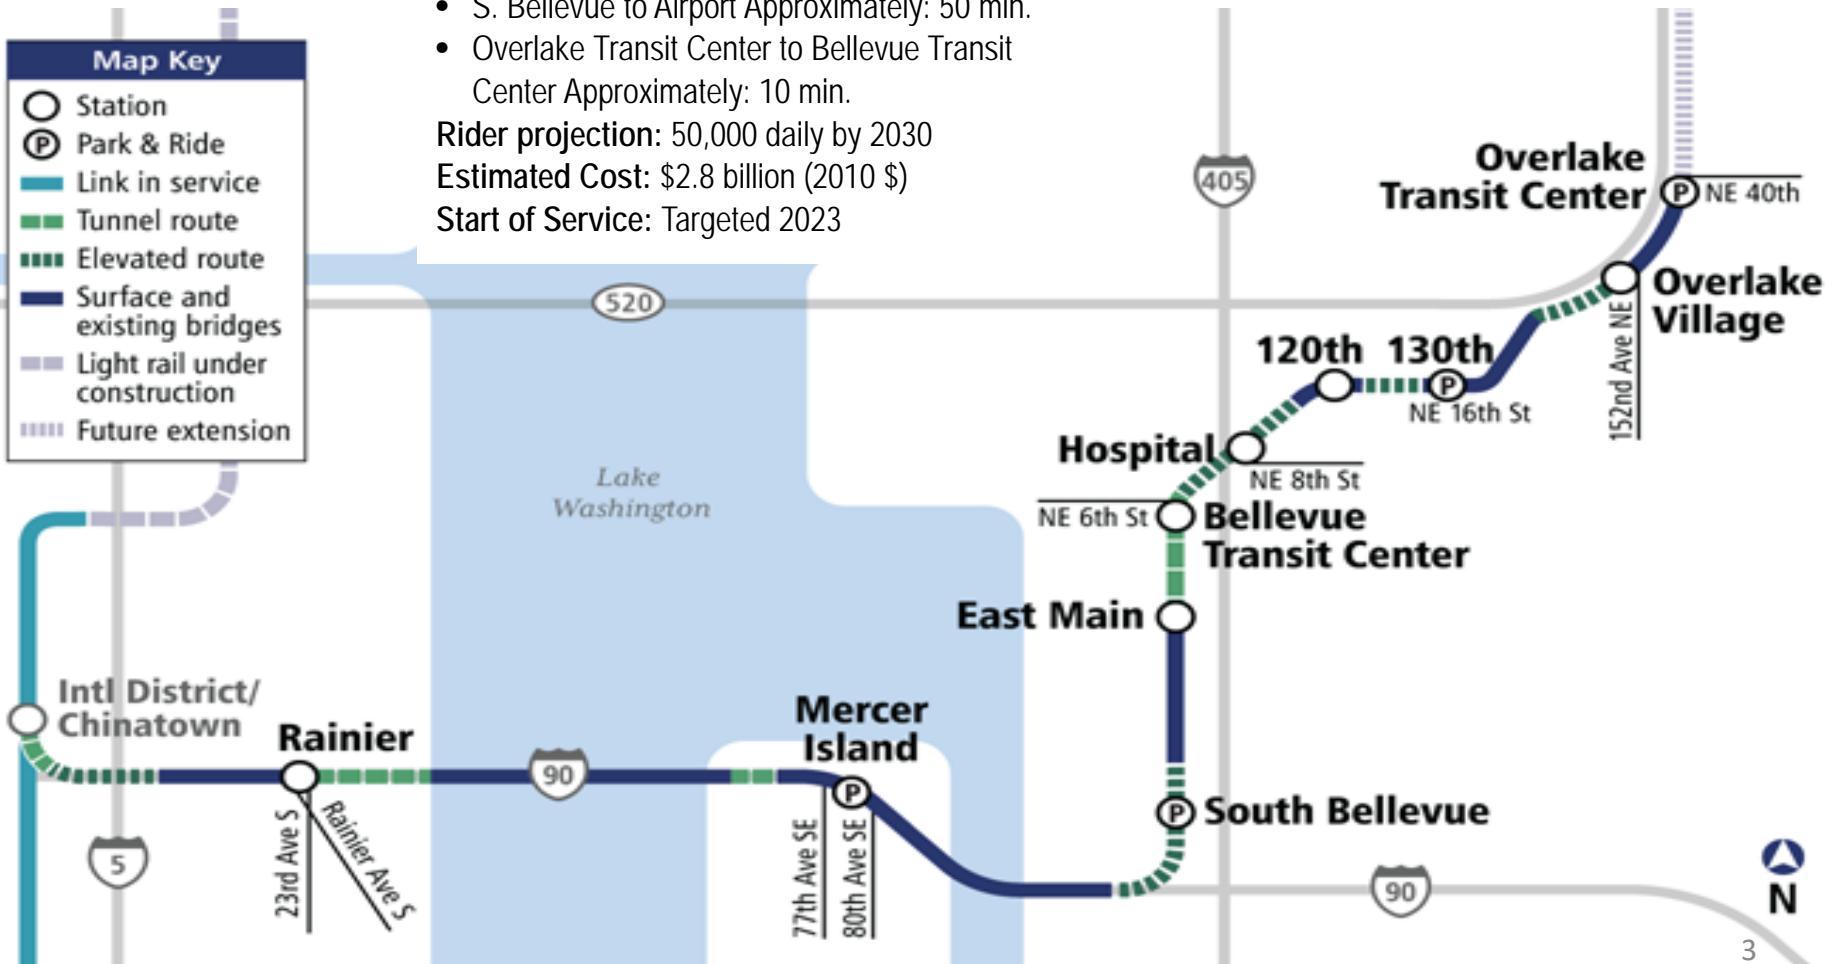 • S. Bellevue to Airport Approximately: 50 min.
• Overlake Transit Center to Bellevue Transit
Center Approximately: 10 min.
Rider projection: 50,000 daily by 2030
Estimated Cost: $2.8 billion (2010 $)
Start of Service: Targeted 2023
Map Key
Station
P Park & Ride
Link in service
Tunnel route
Elevated route
Surface and
existing bridges
Light rail under
construction
Future extension
405
520
Overlake
Transit Center
P
NE 40th
Overlake
Village
152nd Ave NE
120th
130th
P
NE 16th St
Hospital
NE 8th St
NE 6th St
Bellevue
Transit Center
East Main
Lake
Washington
Intl District/
Chinatown
Rainier
23rd Ave S
Rainier Ave S
5
90
Mercer
Island
P
77th Ave SE
80th Ave SE
P
South Bellevue
90
N
3